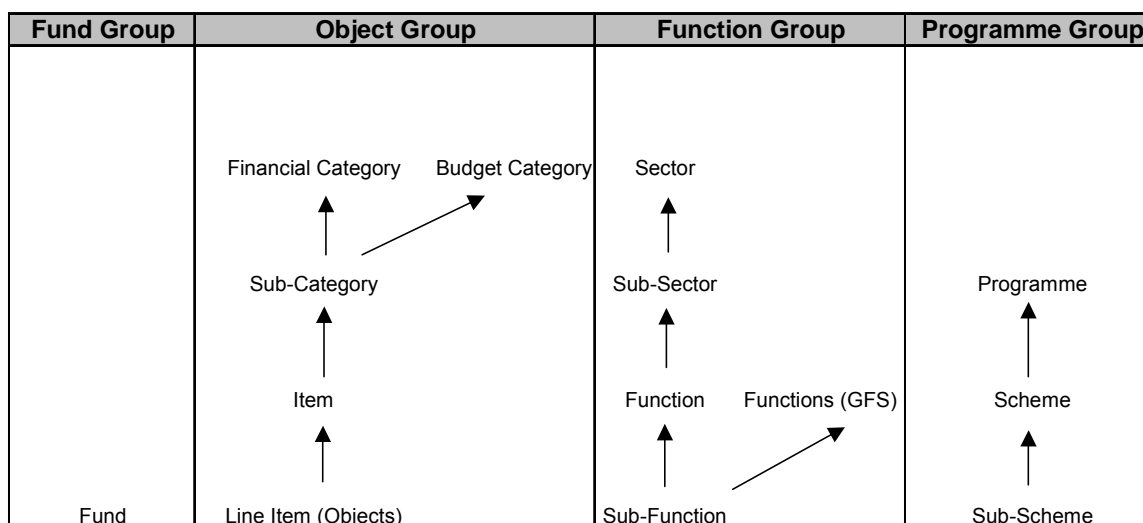 Fund Group Object Group Function Group Programme Group
Financial Category Budget Category Sector
Sub-Category Sub-Sector Programme
Item Function Functions (GFS) Scheme
Fund Line Item (Objects) Sub-Function Sub-Scheme